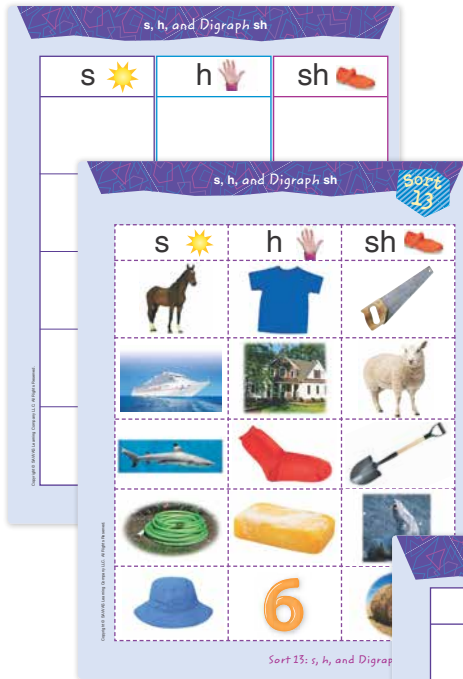 s, h, and Digraph sh
s
h
sh
s, h, and Digraph sh
Sort
13
s
h
sh
6
Sort 13: s, h, and Digrap